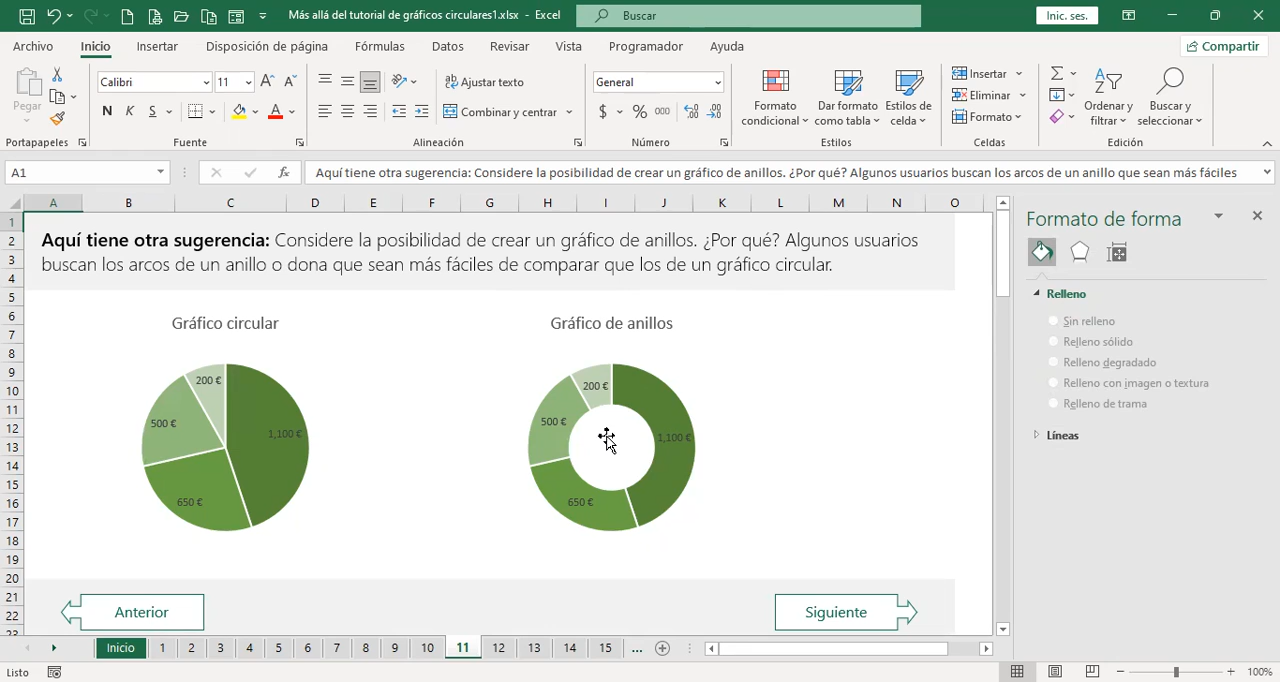 Más allá del tutorial de gráficos circulares1.xlsx - Excel
Buscar
Inic. ses.
Archivo Inicio Insertar Disposición de página Fórmulas Datos Revisar Vista Programador Ayuda
Compartir
Pegar
Calibri 11
N K S
Ajustar texto
Combinar y centrar
General
$ % 000
Formato condicional
Dar formato como tabla
Estilos de celda
Insertar
Eliminar
Formato
Ordenar y filtrar
Buscar y seleccionar
Portapapeles Fuente Alineación Número Estilos Celdas Edición
A1
fx
Aquí tiene otra sugerencia: Considere la posibilidad de crear un gráfico de anillos. ¿Por qué? Algunos usuarios buscan los arcos de un anillo que sean más fáciles
A B C D E F G H I J K L M N O
1
2
3
4
5
6
7
8
9
10
11
12
13
14
15
16
17
18
19
20
21
22
23
Aquí tiene otra sugerencia: Considere la posibilidad de crear un gráfico de anillos. ¿Por qué? Algunos usuarios
buscan los arcos de un anillo o dona que sean más fáciles de comparar que los de un gráfico circular.
Gráfico circular
200 €
500 €
1,100 €
650 €
Gráfico de anillos
200 €
500 €
1,100 €
650 €
Anterior
Siguiente
Formato de forma
Relleno
Sin relleno
Relleno sólido
Relleno degradado
Relleno con imagen o textura
Relleno de trama
Líneas
Inicio 1 2 3 4 5 6 7 8 9 10 11 12 13 14 15 ...
Listo
100%